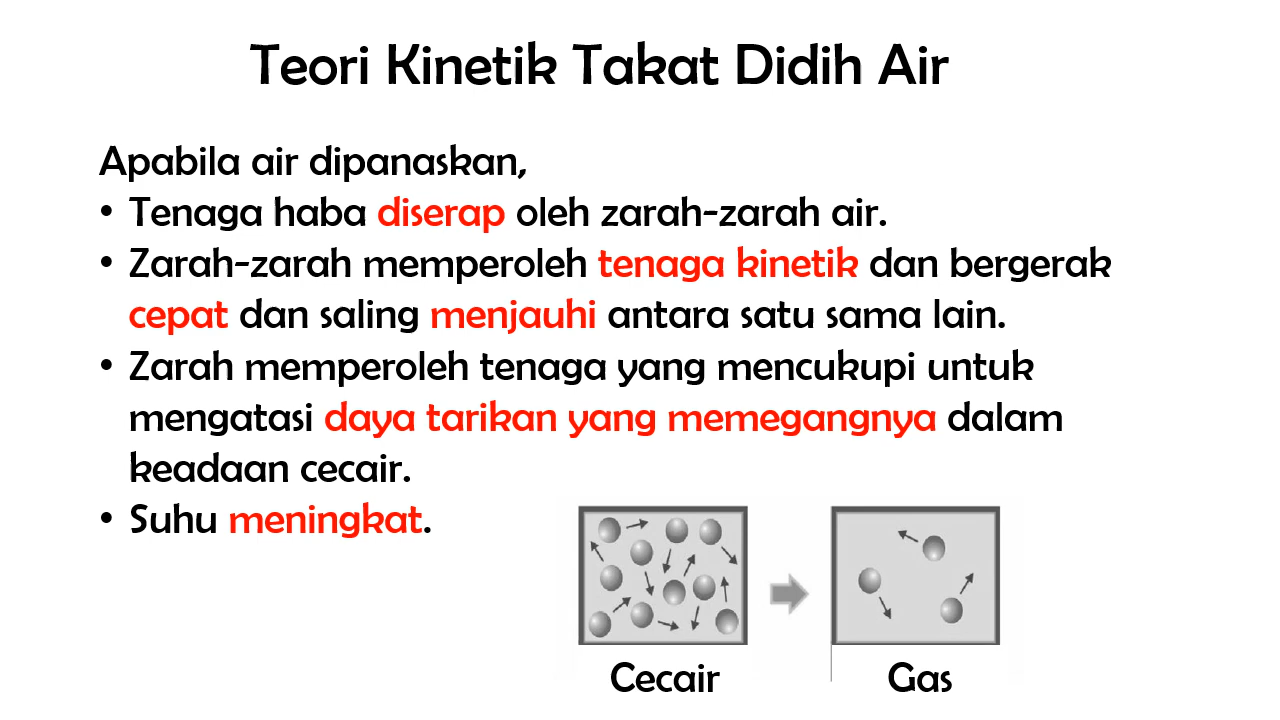 Teori Kinetik Takat Didih Air
Apabila air dipanaskan,
• Tenaga haba diserap oleh zarah-zarah air.
• Zarah-zarah memperoleh tenaga kinetik dan bergerak
cepat dan saling menjauhi antara satu sama lain.
• Zarah memperoleh tenaga yang mencukupi untuk
mengatasi daya tarikan yang memegangnya dalam
keadaan cecair.
• Suhu meningkat.
Cecair
Gas